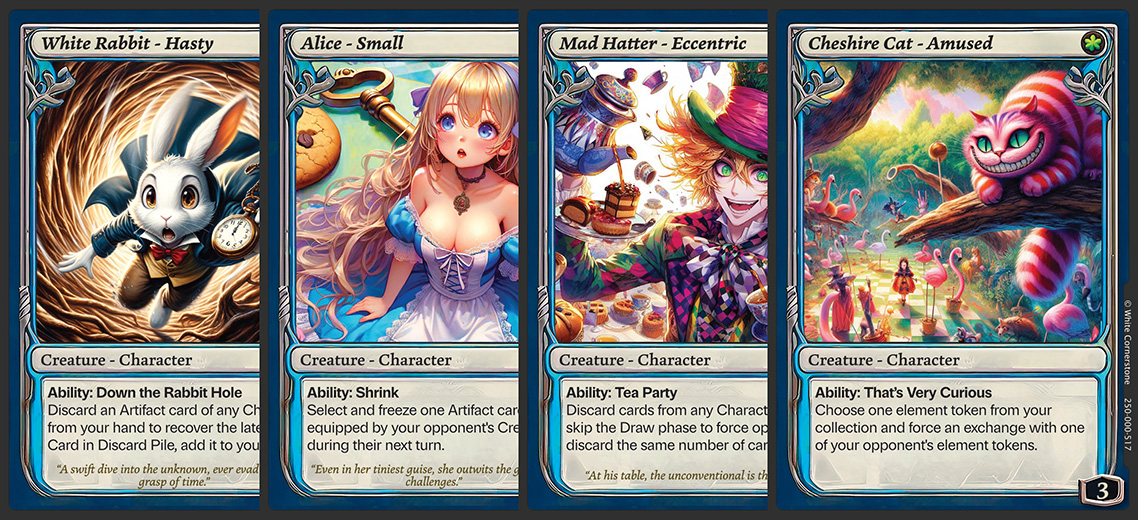 White Rabbit - Hasty
Creature - Character
Ability: Down the Rabbit Hole
Discard an Artifact card of any Ch
from your hand to recover the late
Card in Discard Pile, add it to you
"A swift dive into the unknown, ever evad
grasp of time."
Alice - Small
Creature - Character
Ability: Shrink
Select and freeze one Artifact car
equipped by your opponent's Cre
during their next turn.
"Even in her tiniest guise, she outwits the g
challenges."
Mad Hatter - Eccentric
Creature - Character
Ability: Tea Party
Discard cards from any Charact
skip the Draw phase to force op
discard the same number of car
"At his table, the unconventional is th
Cheshire Cat - Amused
Creature - Character
Ability: That's Very Curious
Choose one element token from your
collection and force an exchange with one
of your opponent's element tokens.
3
© White Cornerstone 250-000-517